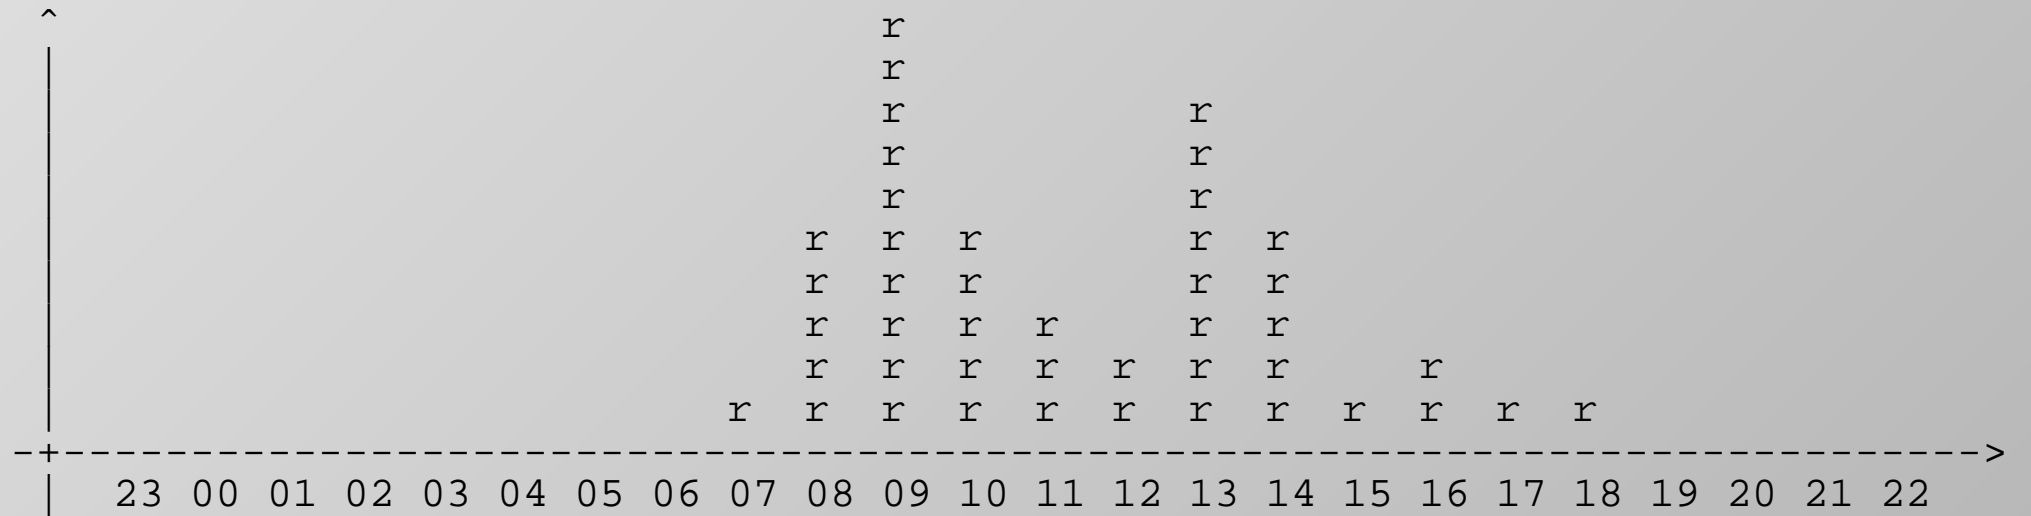 ^                                r
 |                                r
 |                                r           r
 |                                r           r
 |                                r           r
 |                             r  r  r        r  r
 |                             r  r  r        r  r
 |                             r  r  r  r     r  r
 |                             r  r  r  r  r  r  r     r
 |                          r  r  r  r  r  r  r  r  r  r  r  r
-+--------------------------------------------------------------------------->
 |  23 00 01 02 03 04 05 06 07 08 09 10 11 12 13 14 15 16 17 18 19 20 21 22